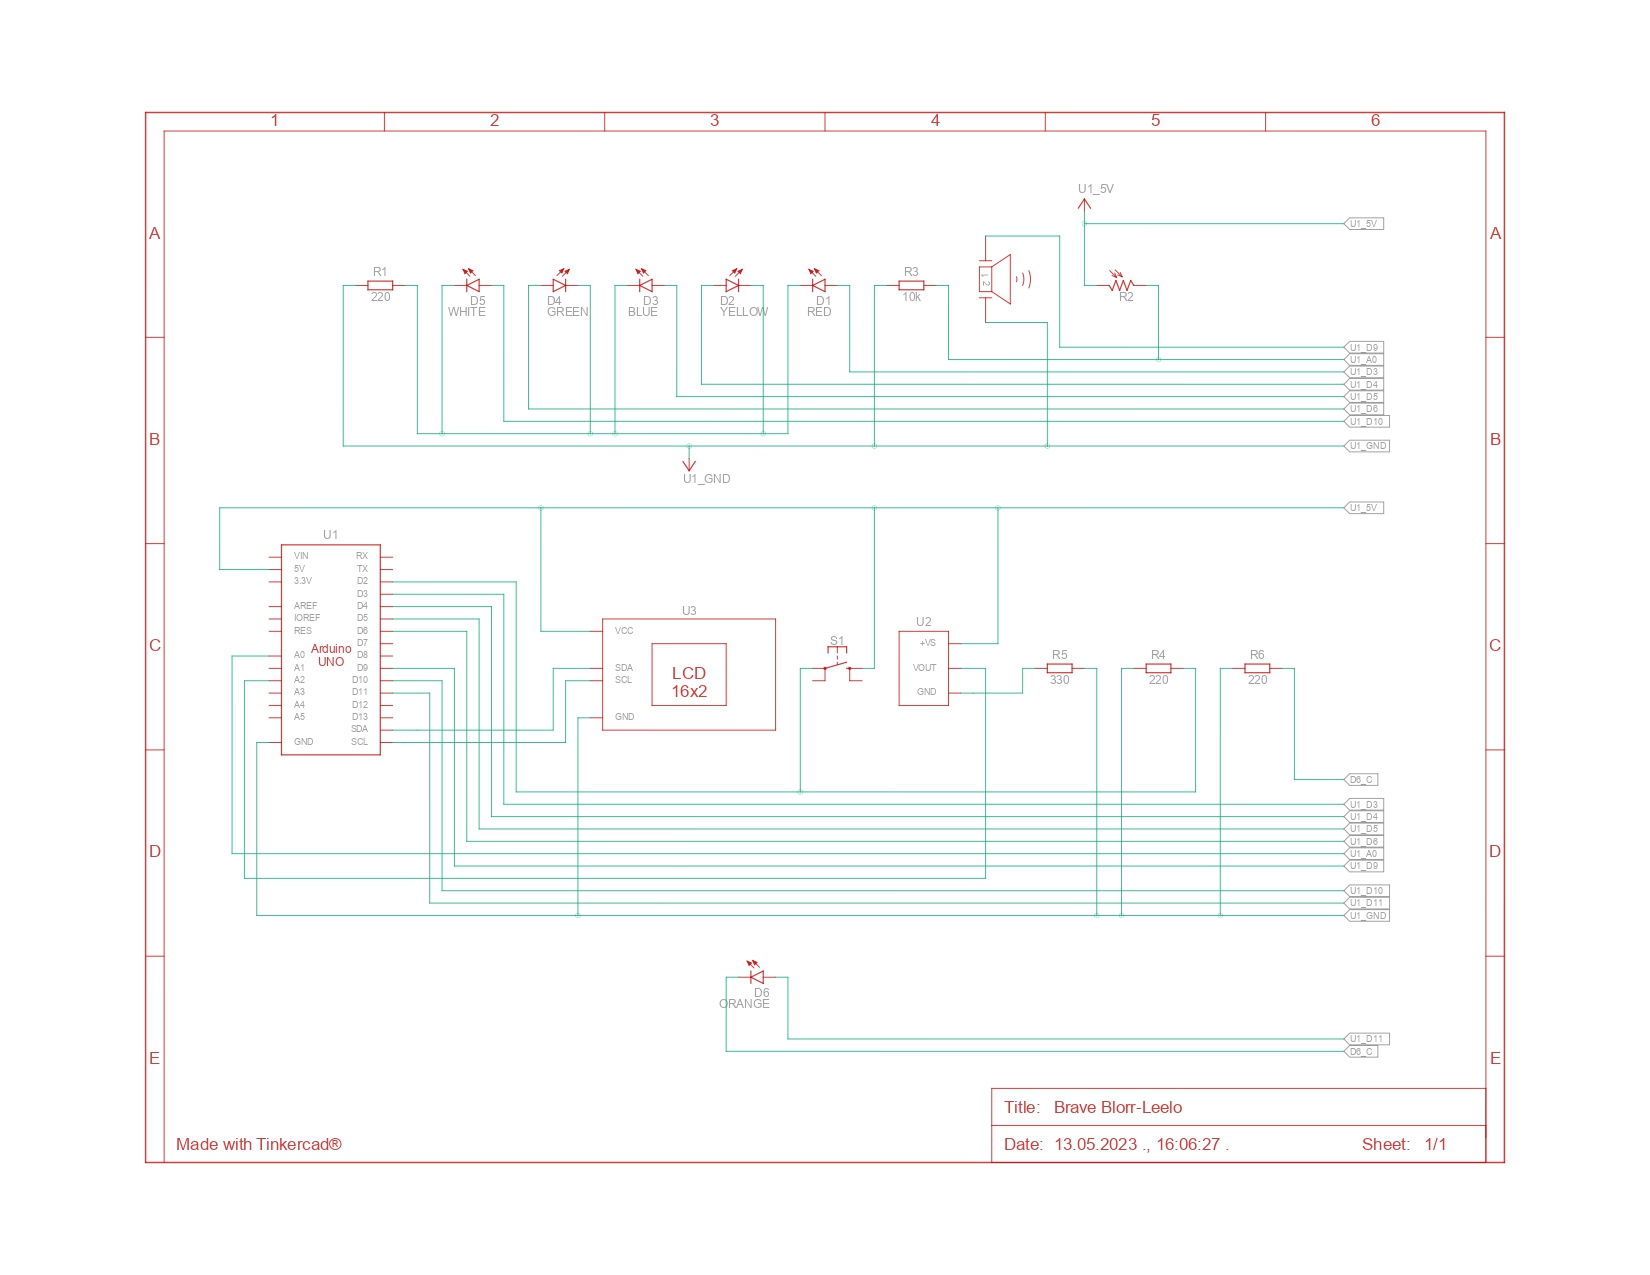 1 2 3 4 5 6
U1_5V
U1_5V
A A
R1
220
D5
WHITE
D4
GREEN
D3
BLUE
D2
YELLOW
D1
RED
R3
10k
1 2
R2
U1_D9
U1_A0
U1_D3
U1_D4
U1_D5
U1_D6
U1_D10
U1_GND
B B
U1_GND
U1_5V
U1
VIN RX
5V TX
3.3V D2
D3
AREF D4
IOREF D5
RES D6
D7
A0 D8
A1 D9
A2 D10
A3 D11
A4 D12
A5 D13
SDA
GND SCL
Arduino
UNO
U3
VCC
SDA
SCL
GND
LCD
16x2
S1
U2
+VS
VOUT
GND
R5
330
R4
220
R6
220
C C
D6_C
U1_D3
U1_D4
U1_D5
U1_D6
U1_A0
U1_D9
U1_D10
U1_D11
U1_GND
D D
D6
ORANGE
U1_D11
D6_C
E E
Title: Brave Blorr-Leelo
Date: 13.05.2023 ., 16:06:27 . Sheet: 1/1
Made with Tinkercad®